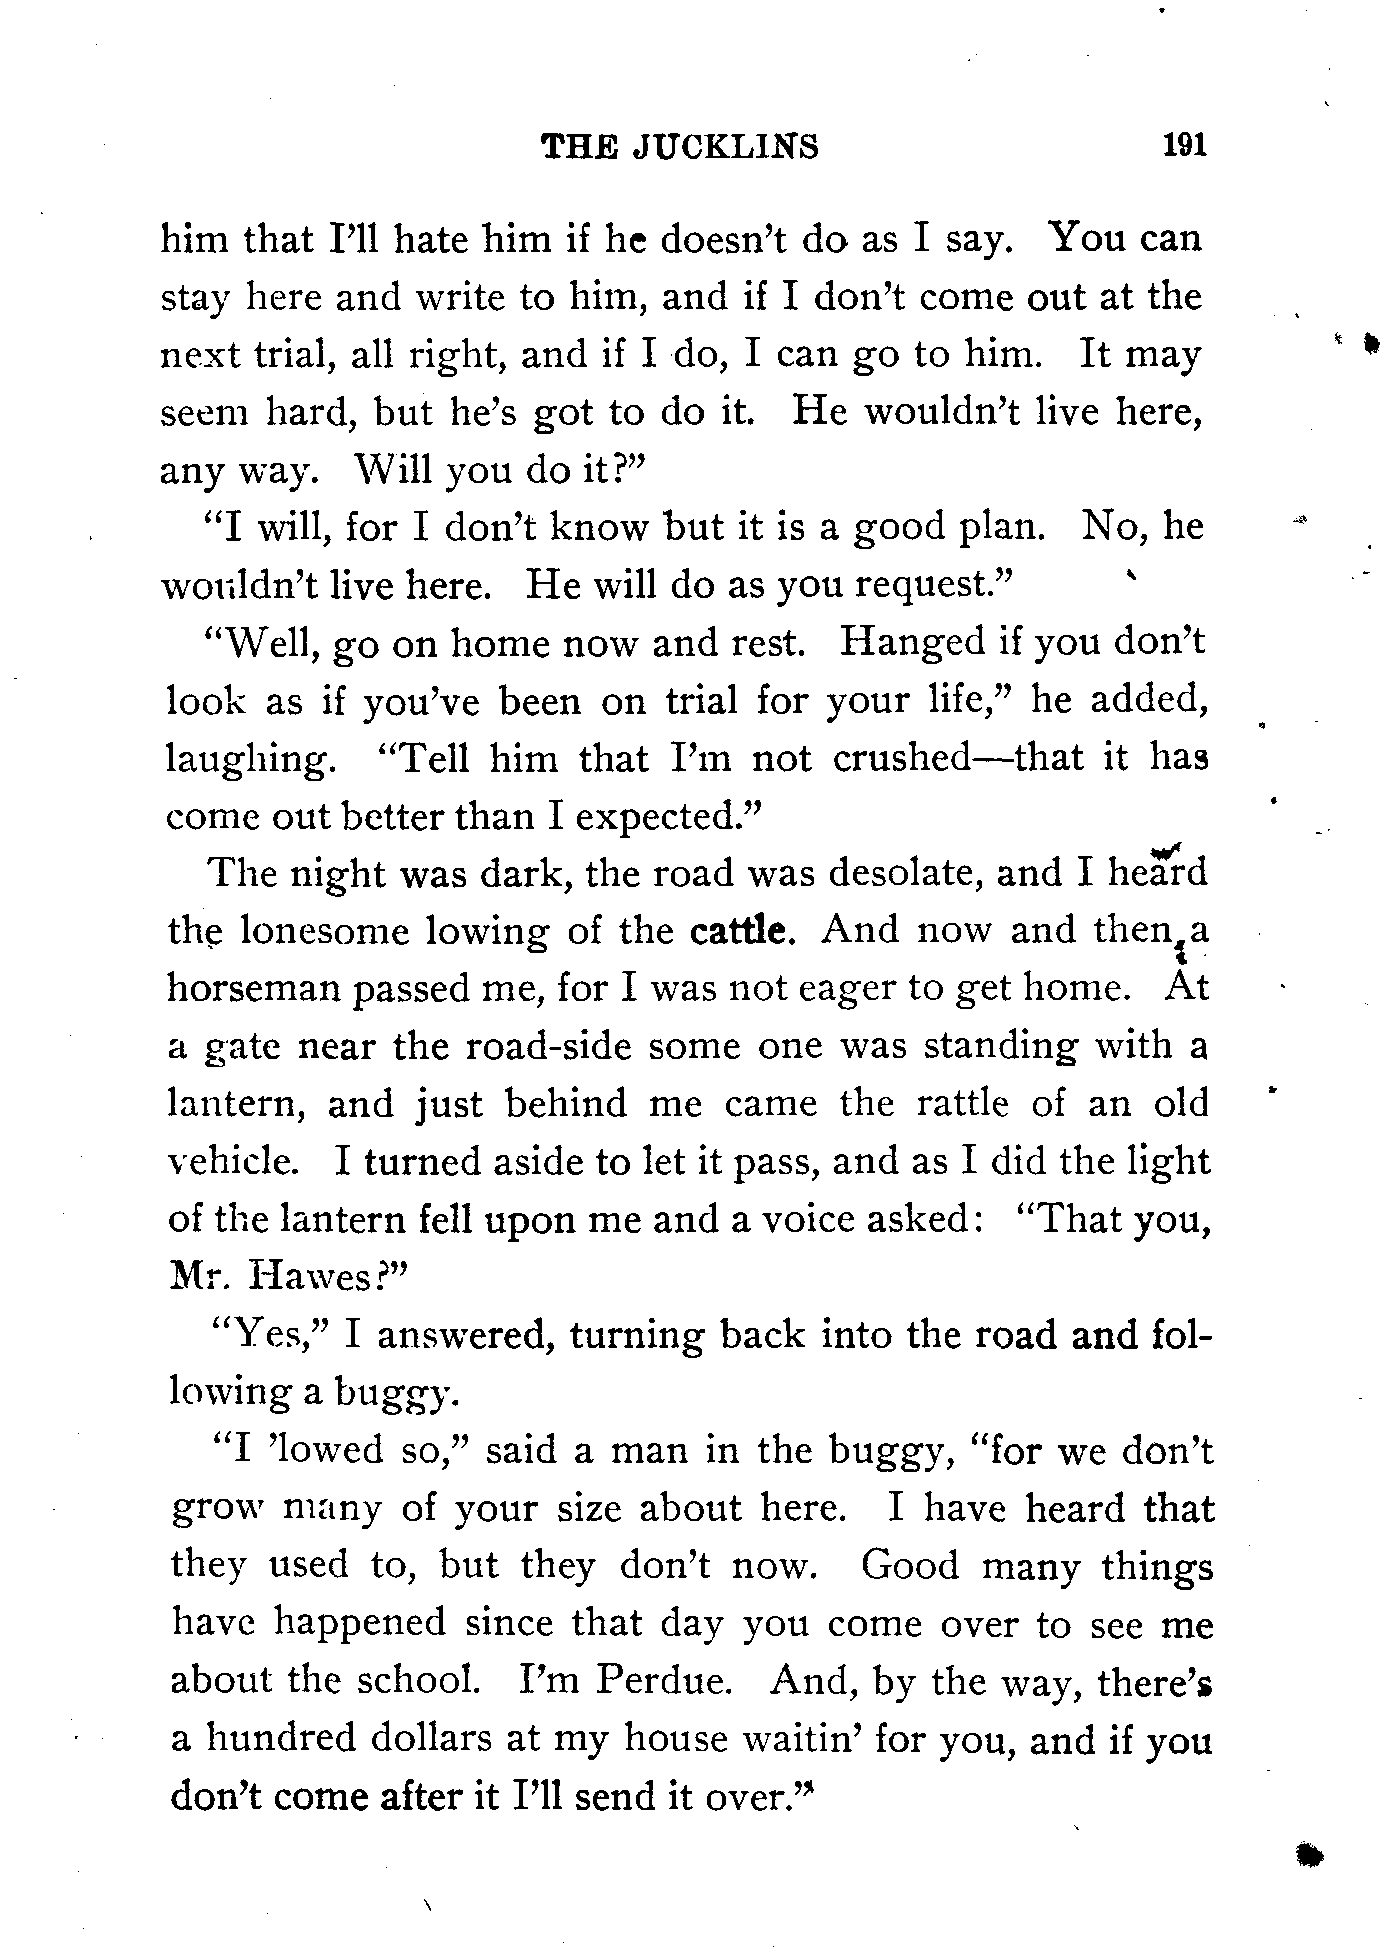 THE JUCKLINS 191
him that I'll hate him if he doesn't do as I say. You can
stay here and write to him, and if I don't come out at the
next trial, all right, and if I do, I can go to him. It may
seem hard, but he's got to do it. He wouldn't live here,
any way. Will you do it?"
"I will, for I don't know but it is a good plan. No, he
wouldn't live here. He will do as you request."
"Well, go on home now and rest. Hanged if you don't
look as if you've been on trial for your life," he added,
laughing. "Tell him that I'm not crushed—that it has
come out better than I expected."
The night was dark, the road was desolate, and I heard
the lonesome lowing of the cattle. And now and then a
horseman passed me, for I was not eager to get home. At
a gate near the road-side some one was standing with a
lantern, and just behind me came the rattle of an old
vehicle. I turned aside to let it pass, and as I did the light
of the lantern fell upon me and a voice asked: "That you,
Mr. Hawes?"
"Yes," I answered, turning back into the road and fol-
lowing a buggy.
"I 'lowed so," said a man in the buggy, "for we don't
grow many of your size about here. I have heard that
they used to, but they don't now. Good many things
have happened since that day you come over to see me
about the school. I'm Perdue. And, by the way, there's
a hundred dollars at my house waitin' for you, and if you
don't come after it I'll send it over."